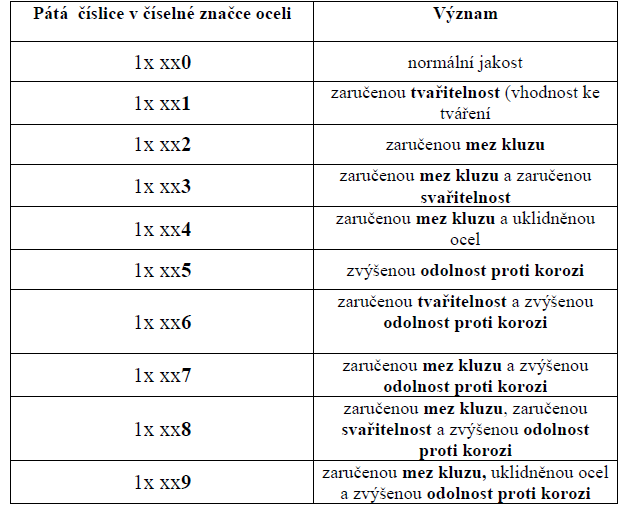 Pátá číslice v číselné značce oceli Význam
1x xx0 normální jakost
1x xx1 zaručenou tvařitelnost (vhodnost ke
tváření
1x xx2 zaručenou mez kluzu
1x xx3 zaručenou mez kluzu a zaručenou
svařitelnost
1x xx4 zaručenou mez kluzu a uklidněnou
ocel
1x xx5 zvýšenou odolnost proti korozi
1x xx6 zaručenou tvařitelnost a zvýšenou
odolnost proti korozi
1x xx7 zaručenou mez kluzu a zvýšenou
odolnost proti korozi
1x xx8 zaručenou mez kluzu, zaručenou
svařitelnost a zvýšenou odolnost
proti korozi
1x xx9 zaručenou mez kluzu, uklidněnou ocel
a zvýšenou odolnost proti korozi